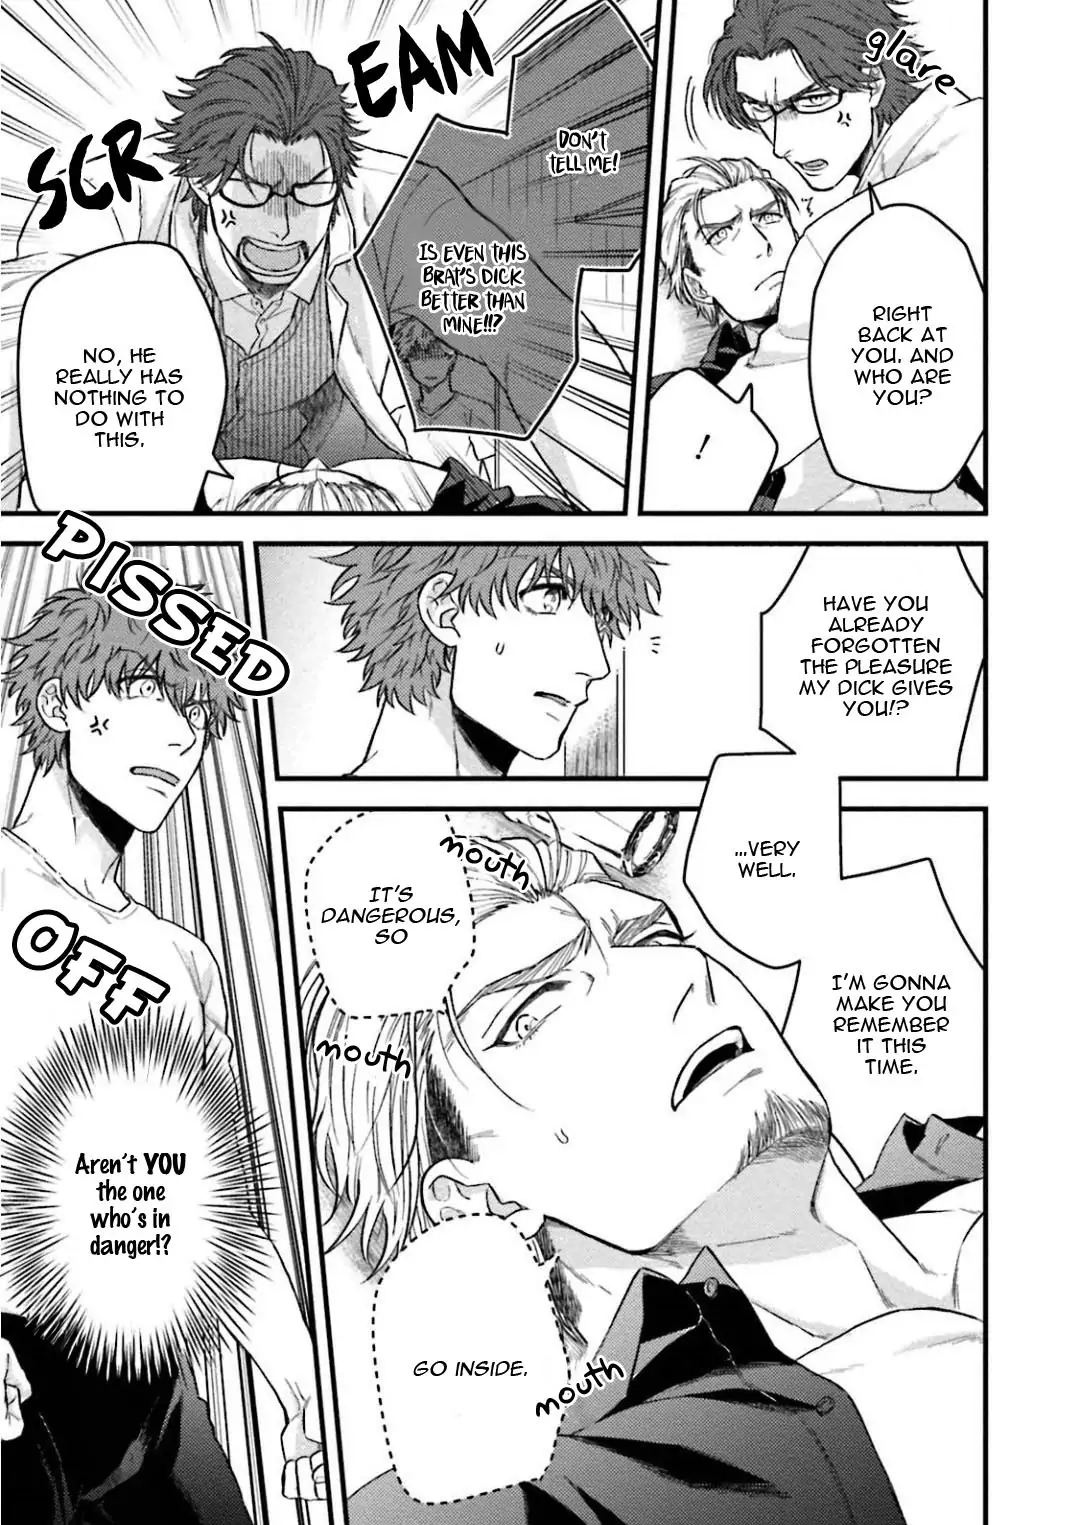 glare
RIGHT
BACK AT
YOU. AND
WHO ARE
YOU?
!
DON'T
TELL ME!
IS EVEN THIS
BRAT'S DICK
BETTER THAN
MINE!!?
SCR
EAM
NO, HE
REALLY HAS
NOTHING TO
DO WITH
THIS.
HAVE YOU
ALREADY
FORGOTTEN
THE PLEASURE
MY DICK GIVES
YOU!?
...VERY
WELL.
I'M GONNA
MAKE YOU
REMEMBER
IT THIS
TIME.
mouth
IT'S
DANGEROUS,
SO
mouth
GO INSIDE.
mouth
PISSED
OFF
Aren't YOU
the one
who's in
danger!?